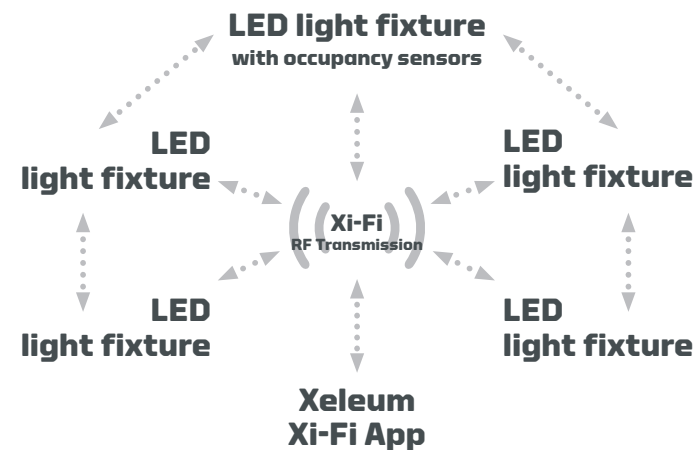 LED light fixture
with occupancy sensors
LED
light fixture
LED
light fixture
Xi-Fi
RF Transmission
LED
light fixture
LED
light fixture
Xeleum
Xi-Fi App